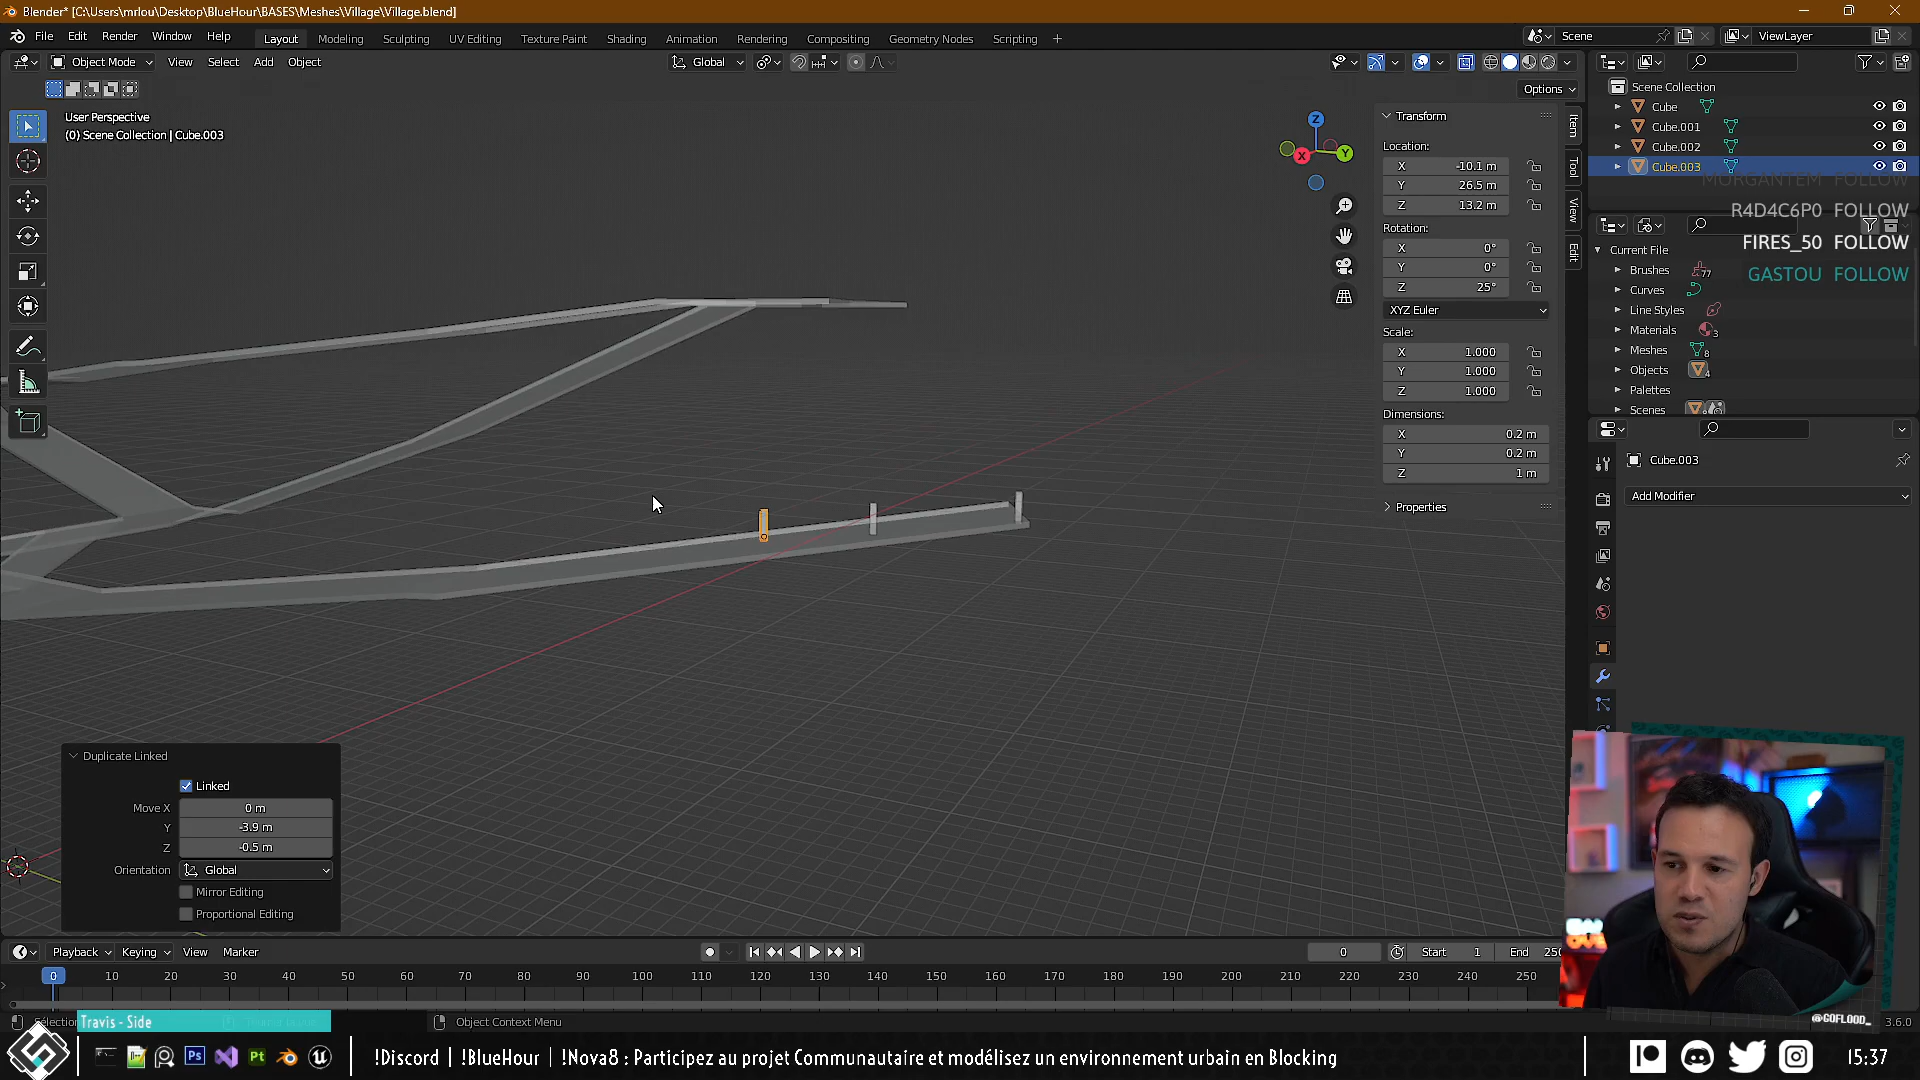 Blender* [C:\Users\mrlou\Desktop\BlueHour\BASES\Meshes\Village\Village.blend]
File Edit Render Window Help
Layout Modeling Sculpting UV Editing Texture Paint Shading Animation Rendering Compositing Geometry Nodes Scripting +
Scene
ViewLayer
Object Mode View Select Add Object
Global
Options
User Perspective
(0) Scene Collection | Cube.003
Z
X
Y
Transform
Location:
X -10.1 m
Y 26.5 m
Z 13.2 m
Rotation:
X 0°
Y 0°
Z 25°
XYZ Euler
Scale:
X 1.000
Y 1.000
Z 1.000
Dimensions:
X 0.2 m
Y 0.2 m
Z 1 m
Properties
Item
Tool
View
Edit
Scene Collection
Cube
Cube.001
Cube.002
Cube.003
MORGANTEM FOLLOW
R4D4C6P0 FOLLOW
FIRES_50 FOLLOW
GASTOU FOLLOW
Current File
Brushes 77
Curves
Line Styles
Materials 3
Meshes 8
Objects 4
Palettes
Scenes
Cube.003
Add Modifier
Duplicate Linked
Linked
Move X 0 m
Y -3.9 m
Z -0.5 m
Orientation Global
Mirror Editing
Proportional Editing
Playback Keying View Marker
0 Start 1 End 250
0 10 20 30 40 50 60 70 80 90 100 110 120 130 140 150 160 170 180 190 200 210 220 230 240 250
Travis - Side
Object Context Menu
@GOFLOOD_
3.6.0
!Discord | !BlueHour | !Nova8 : Participez au projet Communautaire et modélisez un environnement urbain en Blocking
15:37